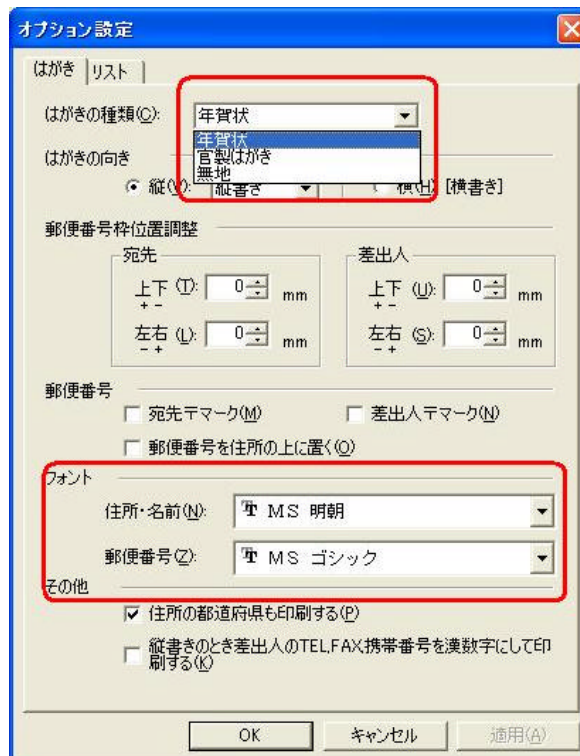 オプション設定
はがき リスト
はがきの種類(C): 年賀状
年賀状
官製はがき
無地
はがきの向き
縦(V): 縦書き 横(H) [横書き]
郵便番号枠位置調整
宛先 差出人
上下 (T): 0 mm 上下 (U): 0 mm
+ - + -
左右 (L): 0 mm 左右 (S): 0 mm
- + - +
郵便番号
宛先〒マーク(M) 差出人〒マーク(N)
郵便番号を住所の上に置く(O)
フォント
住所・名前(N): MS 明朝
郵便番号(Z): MS ゴシック
その他
住所の都道府県も印刷する(P)
縦書きのとき差出人のTEL,FAX,携帯番号を漢数字にして印
刷する(K)
OK キャンセル 適用(A)